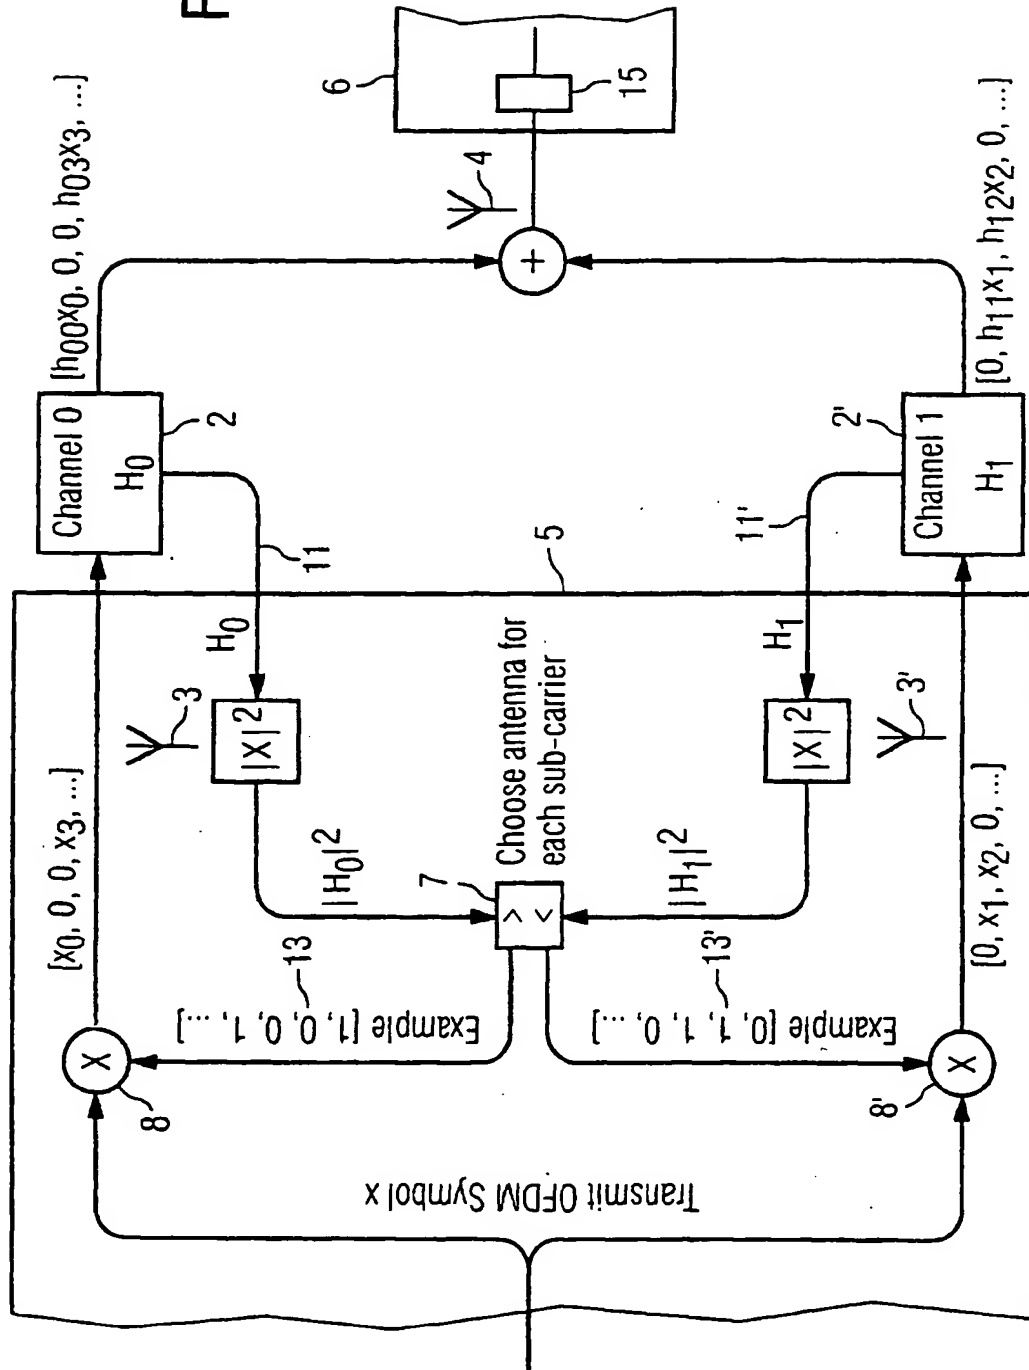 F
[h00x0, 0, 0, h03x3, ...]
6
15
4
+
Channel 0
H0
2
11
H0
[x0, 0, 0, x3, ...]
3
|X|2
|H0|2
13
Example [1, 0, 0, 1, ...]
X
8
Transmit OFDM Symbol x
7
> <
Choose antenna for
each sub-carrier
5
[0, h11x1, h12x2, 0, ...]
Channel 1
H1
2'
11'
H1
|X|2
3'
|H1|2
13'
Example [0, 1, 1, 0, ...]
[0, x1, x2, 0, ...]
X
8'